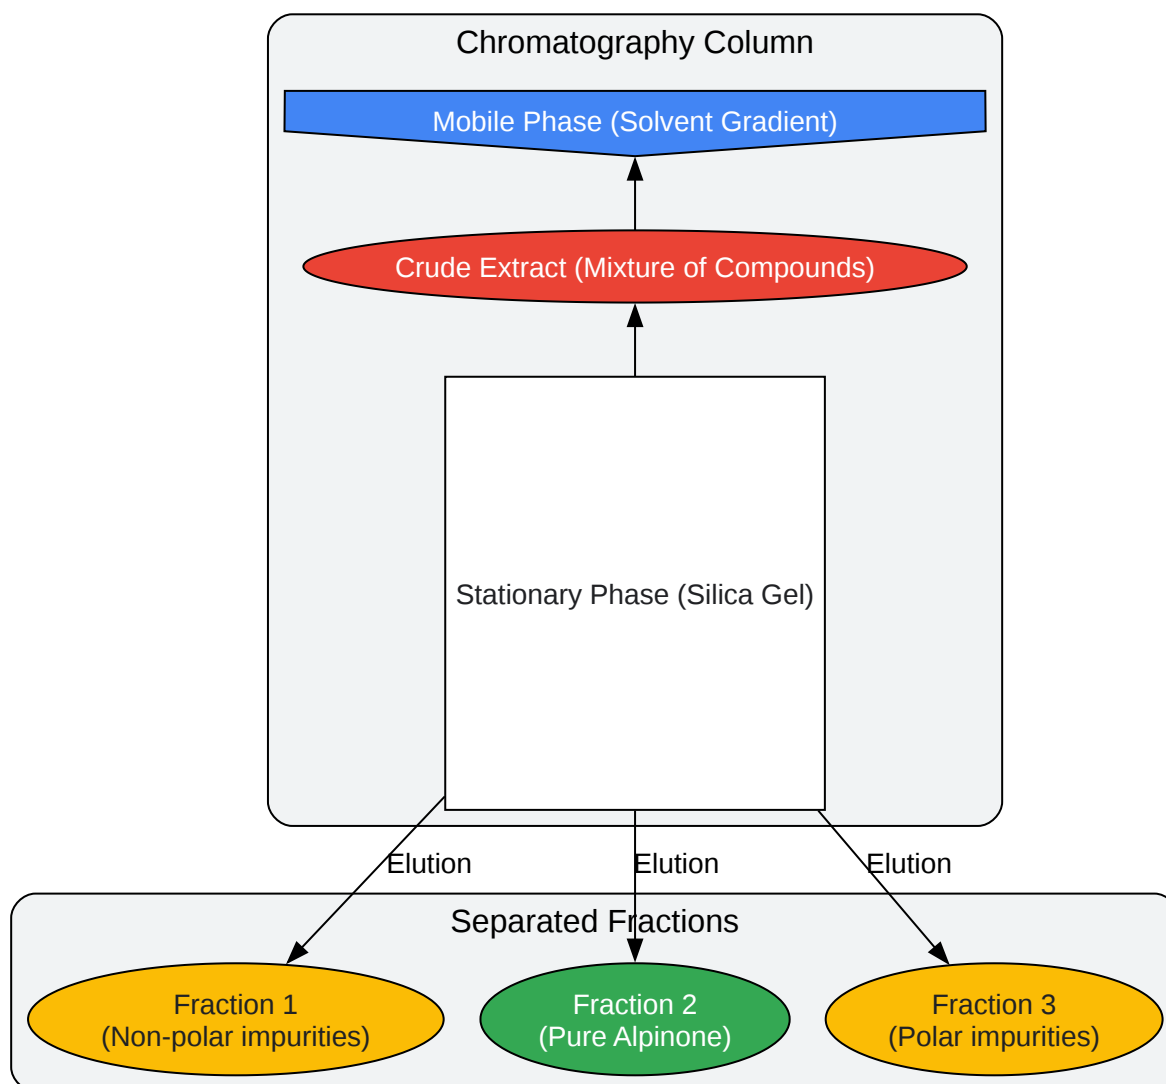 Chromatography Column
Mobile Phase (Solvent Gradient)
Crude Extract (Mixture of Compounds)
Stationary Phase (Silica Gel)
Elution
Elution
Elution
Separated Fractions
Fraction 1
(Non-polar impurities)
Fraction 2
(Pure Alpinone)
Fraction 3
(Polar impurities)